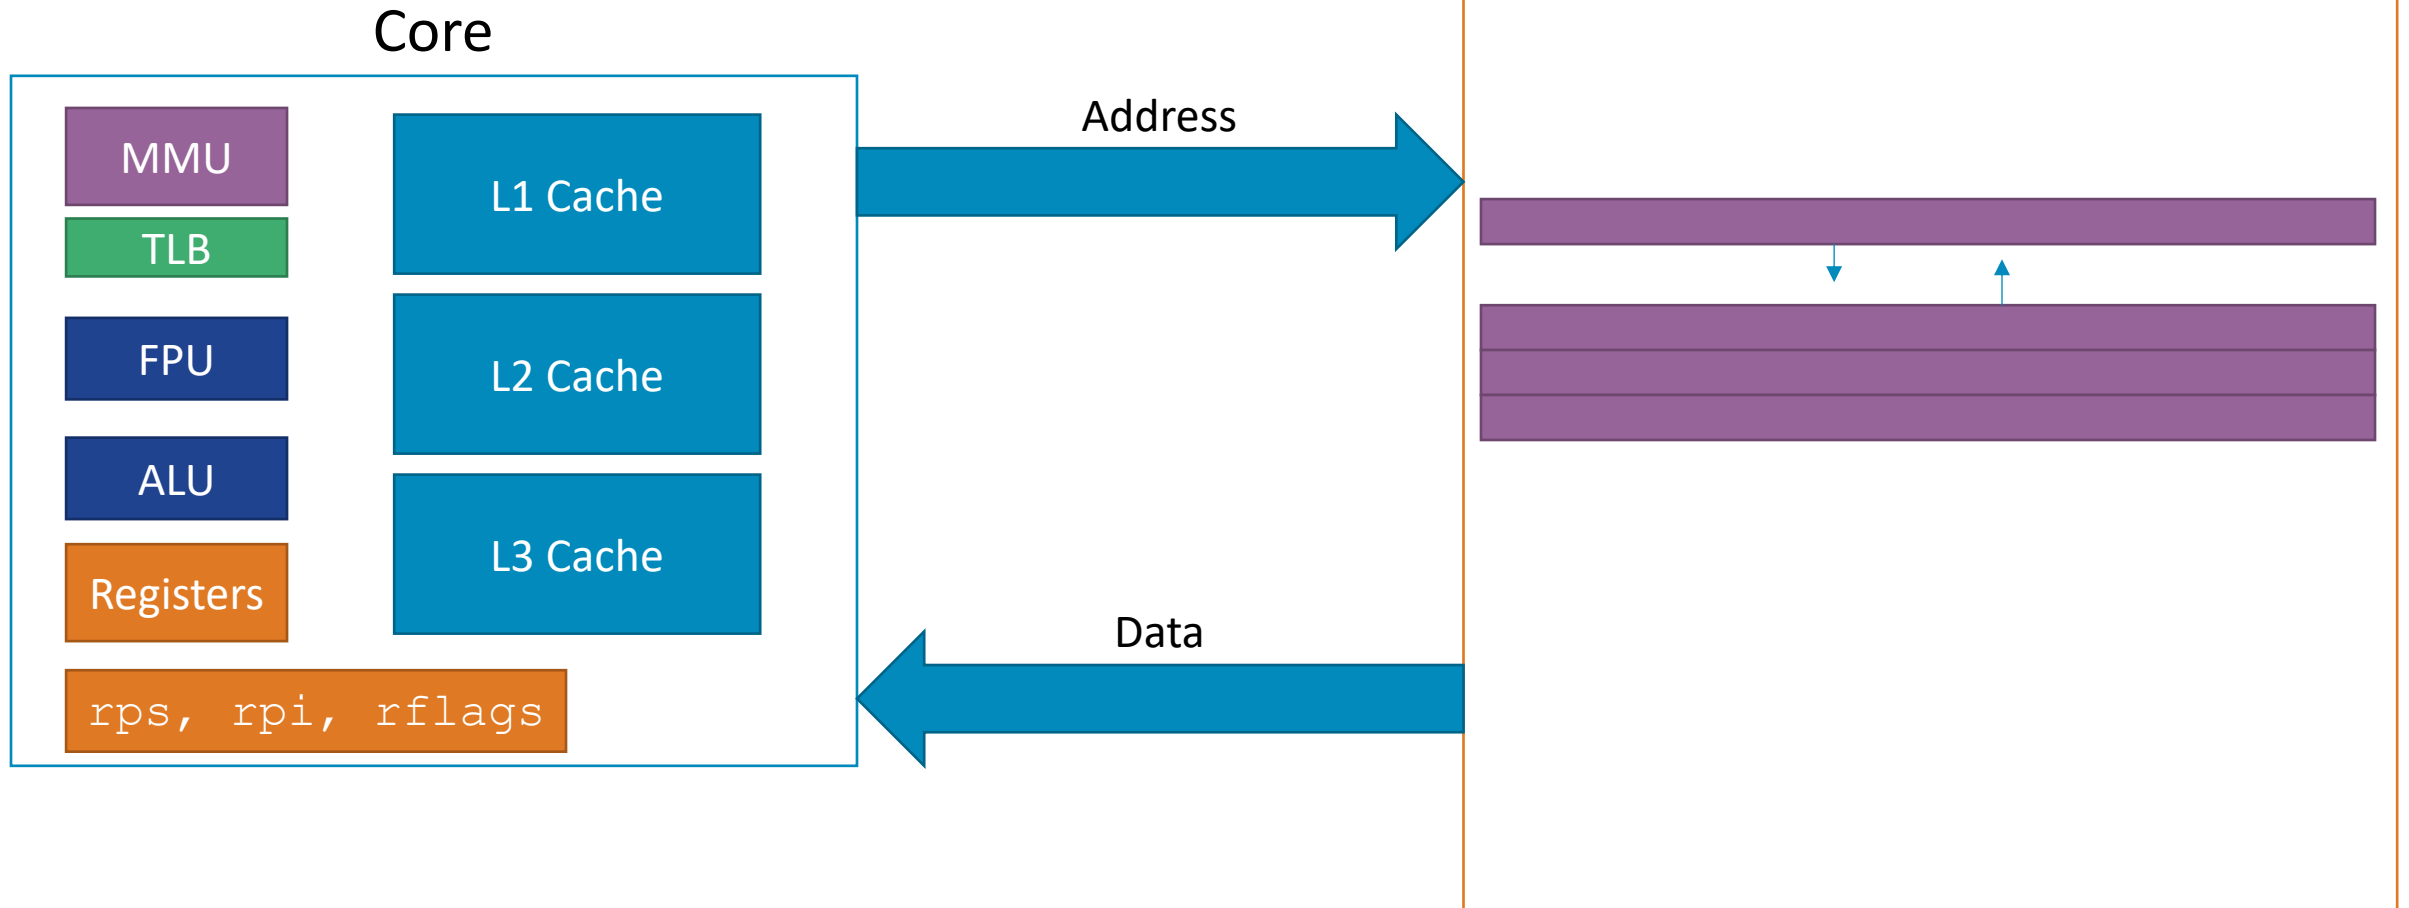 Core
MMU
TLB
FPU
ALU
Registers
rps, rpi, rflags
L1 Cache
L2 Cache
L3 Cache
Address
Data